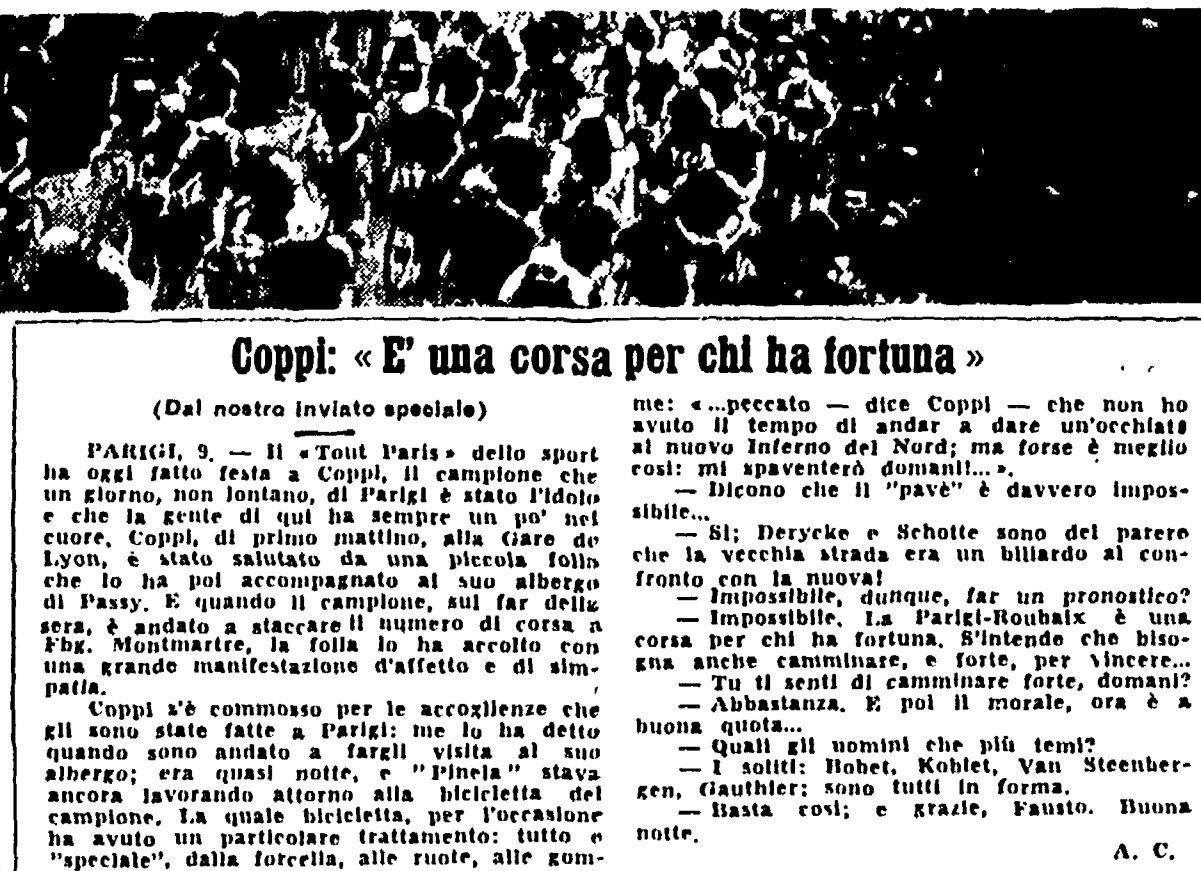 Coppi: « E' una corsa per chi ha fortuna »
(Dal nostro inviato speciale)
PARIGI, 9. — Il «Tout Paris» dello sport
ha oggi fatto festa a Coppi, il campione che
un giorno, non lontano, di Parigi è stato l'idolo
e che la gente di qui ha sempre un po' nel
cuore. Coppi, di primo mattino, alla Gare de
Lyon, è stato salutato da una piccola folla
che lo ha poi accompagnato al suo albergo
di Passy. E quando il campione, sul far della
sera, è andato a staccare il numero di corsa a
Fbg. Montmartre, la folla lo ha accolto con
una grande manifestazione d'affetto e di sim-
patia.
Coppi s'è commosso per le accoglienze che
gli sono state fatte a Parigi: me lo ha detto
quando sono andato a fargli visita al suo
albergo; era quasi notte, e "Pinela" stava
ancora lavorando attorno alla bicicletta del
campione. La quale bicicletta, per l'occasione
ha avuto un particolare trattamento: tutto è
"speciale", dalla forcella, alle ruote, alle gom-
me: «...peccato — dice Coppi — che non ho
avuto il tempo di andar a dare un'occhiata
al nuovo Inferno del Nord; ma forse è meglio
così: mi spaventerò domani!...».
— Dicono che il "pavè" è davvero impos-
sibile...
— Sì; Derycke e Schotte sono del parere
che la vecchia strada era un biliardo al con-
fronto con la nuova!
— Impossibile, dunque, far un pronostico?
— Impossibile. La Parigi-Roubaix è una
corsa per chi ha fortuna. S'intende che biso-
gna anche camminare, e forte, per vincere...
— Tu ti senti di camminare forte, domani?
— Abbastanza. E poi il morale, ora è a
buona quota...
— Quali gli uomini che più temi?
— I soliti: Bobet, Koblet, Van Steenber-
gen, Gauthier; sono tutti in forma.
— Basta così; e grazie, Fausto. Buona
notte.
A. C.